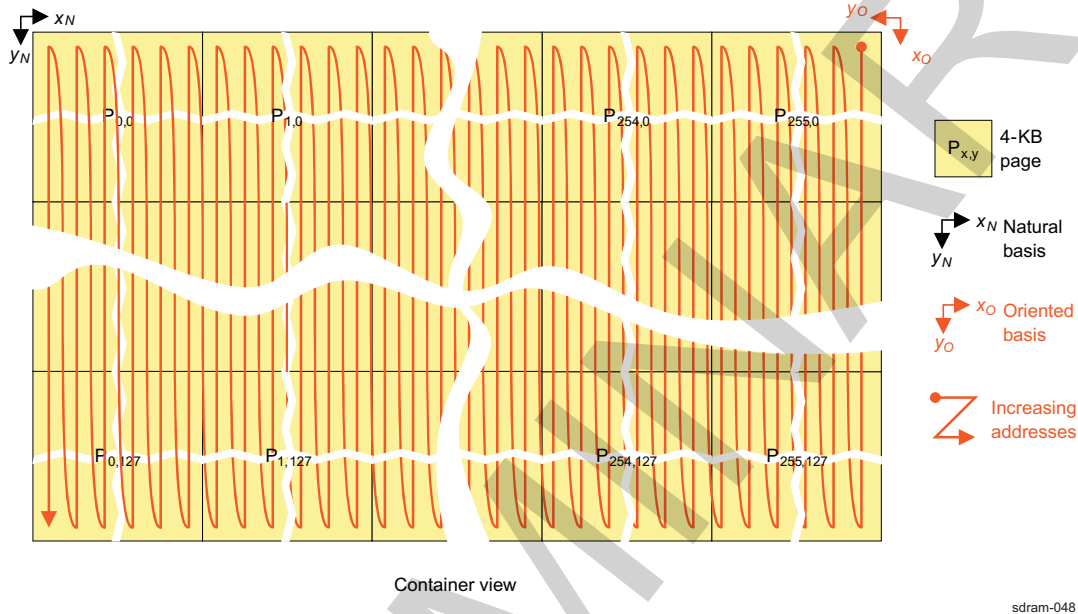 x_N
y_N
y_O
x_O
P_0,0
P_1,0
P_254,0
P_255,0
P_x,y
4-KB
page
x_N Natural
y_N basis
x_O Oriented
y_O basis
Increasing
addresses
P_0,127
P_1,127
P_254,127
P_255,127
Container view
sdram-048